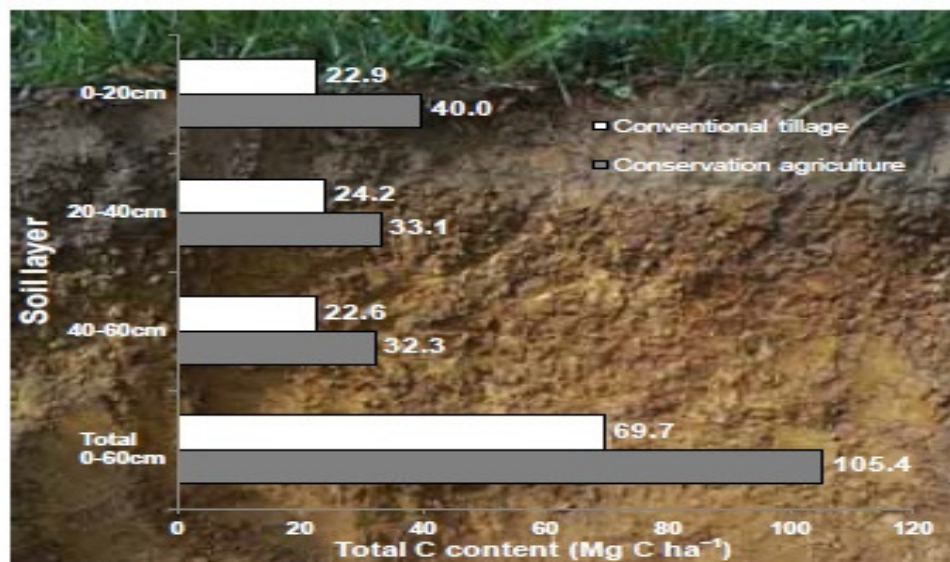 0-20cm
22.9
40.0
Conventional tillage
Conservation agriculture
20-40cm
24.2
33.1
Soil layer
40-60cm
22.6
32.3
Total
0-60cm
69.7
105.4
0 20 40 60 80 100 120
Total C content (Mg C ha⁻¹)